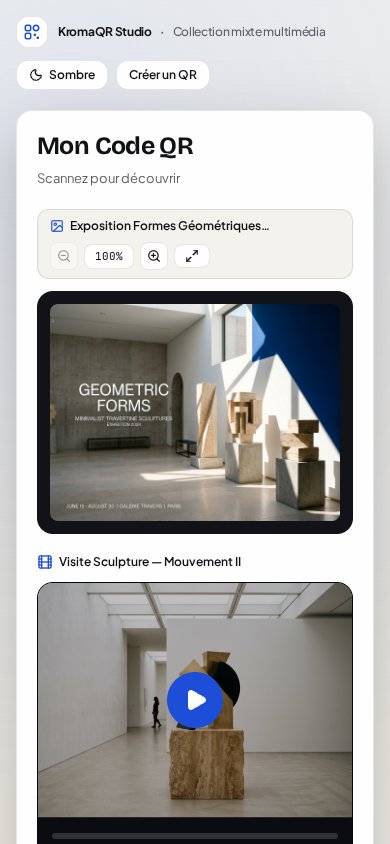 KromaQR Studio · Collection mixte multimédia
Sombre
Créer un QR
Mon Code QR
Scannez pour découvrir
Exposition Formes Géométriques…
100%
GEOMETRIC
FORMS
MINIMALIST TRAVERTINE SCULPTURES
EXHIBITION 2024
JUNE 15 - AUGUST 30 | GALERIE TRAVERS | PARIS
Visite Sculpture — Mouvement II